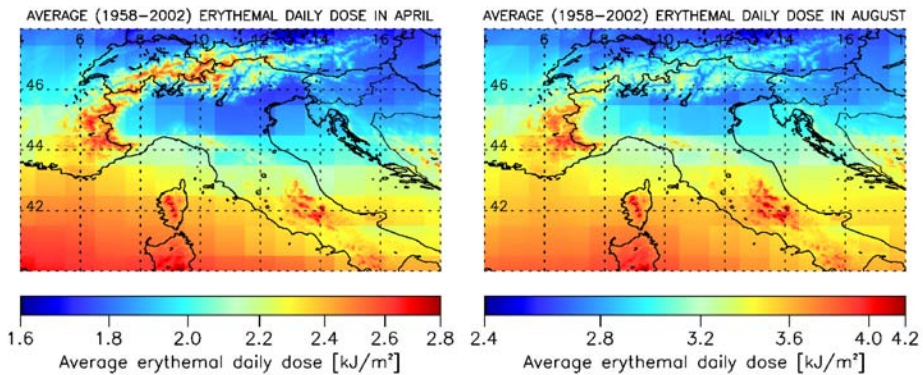 AVERAGE (1958–2002) ERYTHEMAL DAILY DOSE IN APRIL
6 8 10 12 14 16
46
44
42
1.6 1.8 2.0 2.2 2.4 2.6 2.8
Average erythemal daily dose [kJ/m²]
AVERAGE (1958–2002) ERYTHEMAL DAILY DOSE IN AUGUST
6 8 10 12 14 16
46
44
42
2.4 2.8 3.2 3.6 4.0 4.2
Average erythemal daily dose [kJ/m²]